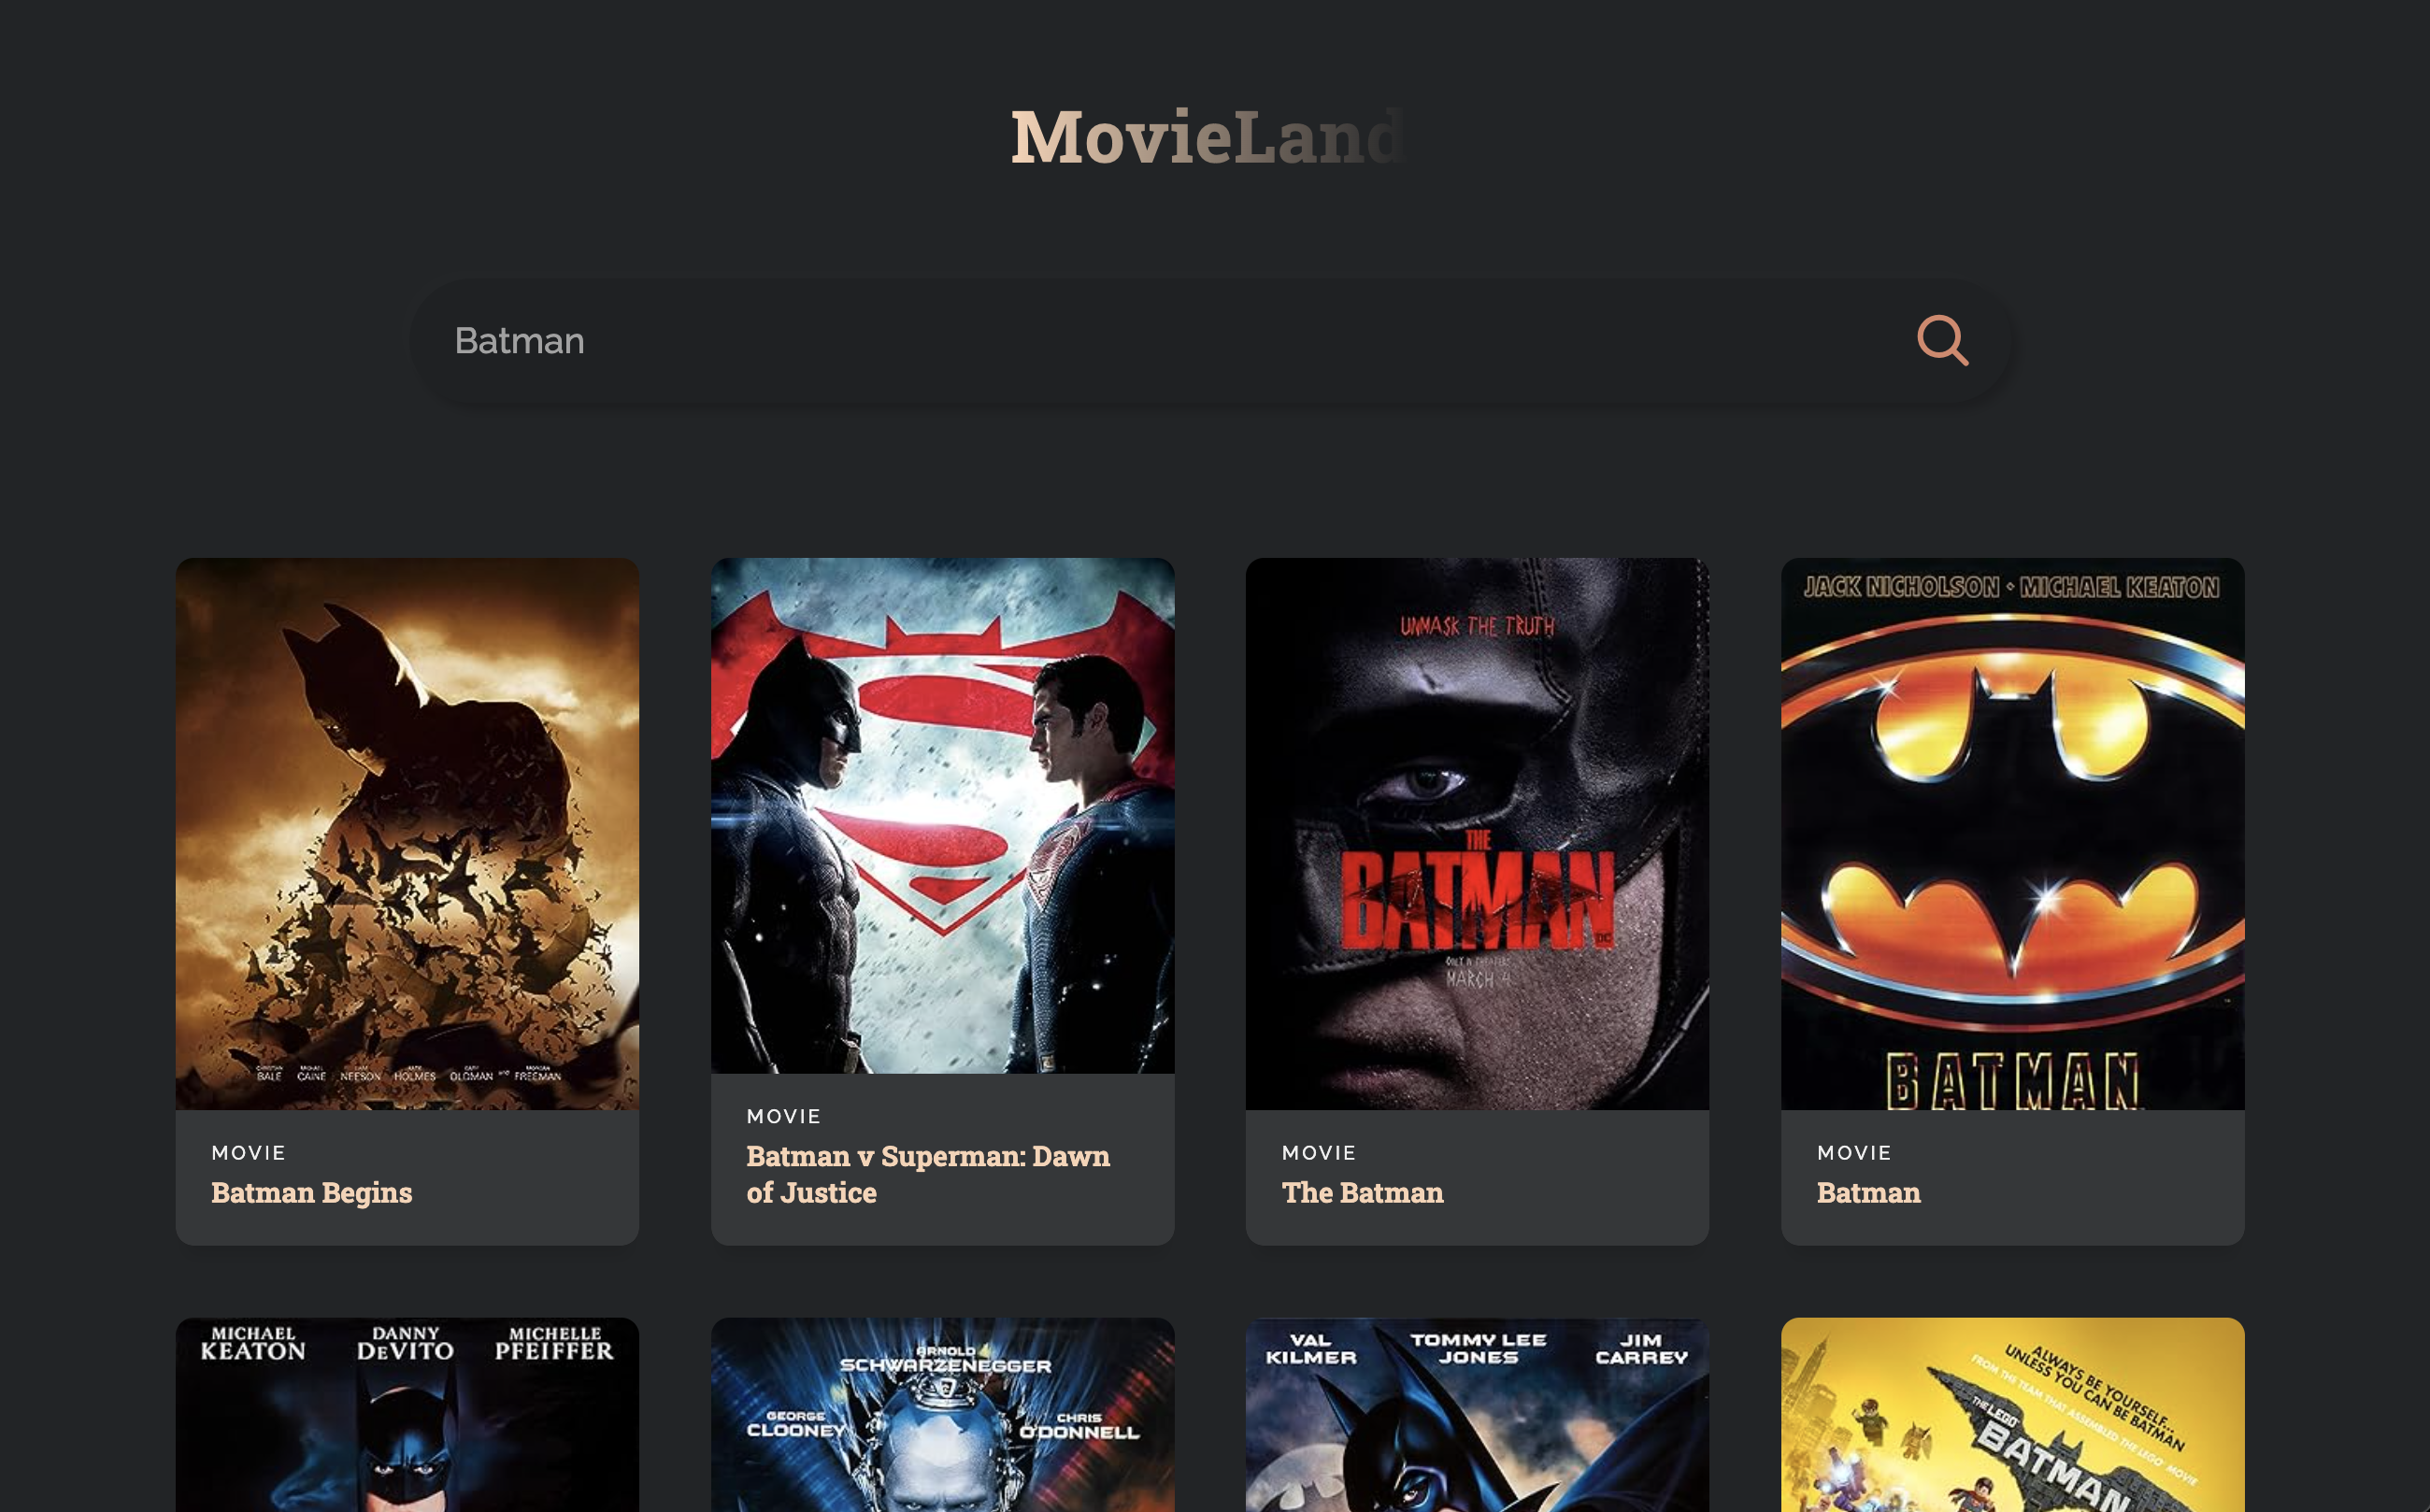 MovieLand
Batman
UNMASK THE TRUTH
THE
BATMAN
DC
ONLY IN THEATERS
MARCH 4
JACK NICHOLSON • MICHAEL KEATON
BATMAN
CHRISTIAN BALE MICHAEL CAINE LIAM NEESON KATIE HOLMES GARY OLDMAN AND MORGAN FREEMAN
MOVIE
Batman Begins
MOVIE
Batman v Superman: Dawn
of Justice
MOVIE
The Batman
MOVIE
Batman
MICHAEL KEATON
DANNY DeVITO
MICHELLE PFEIFFER
ARNOLD
SCHWARZENEGGER
GEORGE
CLOONEY
CHRIS
O'DONNELL
VAL KILMER
TOMMY LEE JONES
JIM CARREY
ALWAYS BE YOURSELF...
UNLESS YOU CAN BE BATMAN
FROM THE TEAM THAT ASSEMBLED THE LEGO MOVIE
THE LEGO
BATMAN